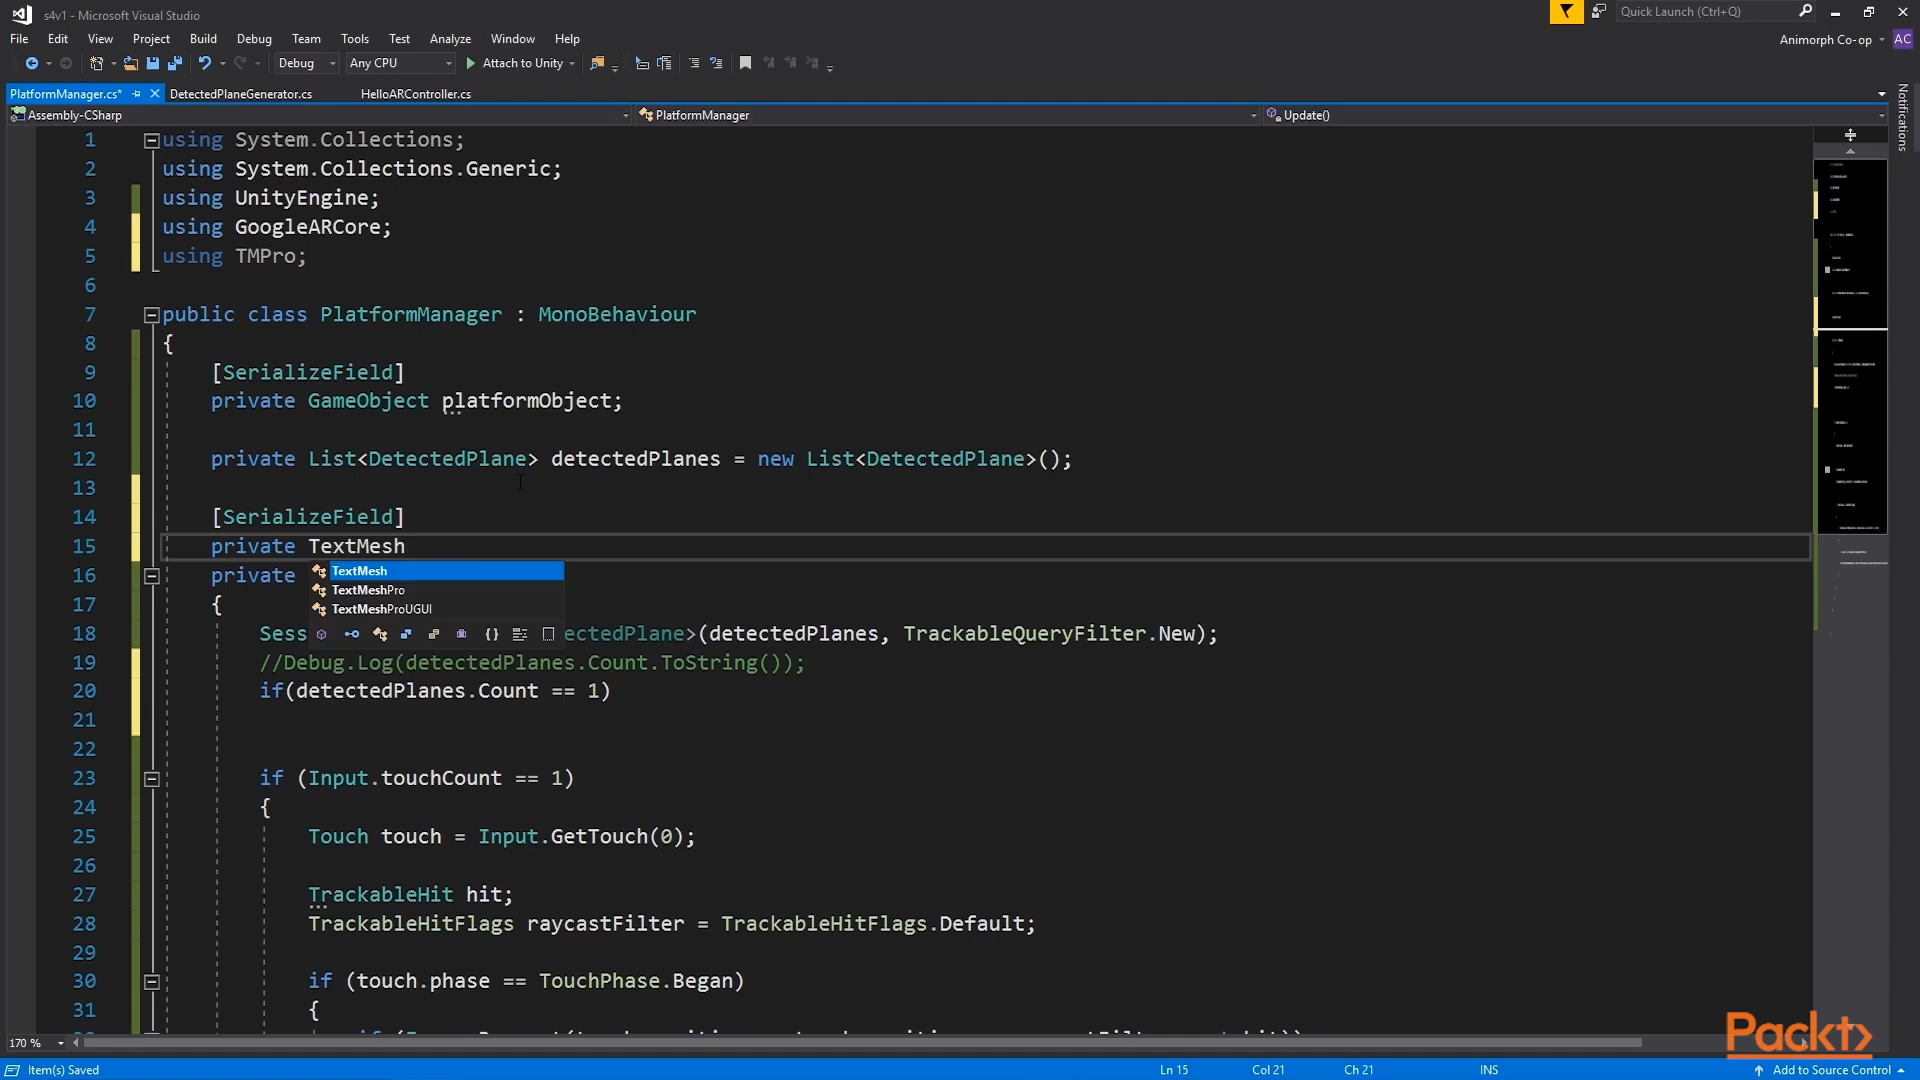 s4v1 - Microsoft Visual Studio
Quick Launch (Ctrl+Q)
File Edit View Project Build Debug Team Tools Test Analyze Window Help
Animorph Co-op AC
Debug Any CPU Attach to Unity
PlatformManager.cs* DetectedPlaneGenerator.cs HelloARController.cs
Notifications
Assembly-CSharp PlatformManager Update()
1 using System.Collections;
2 using System.Collections.Generic;
3 using UnityEngine;
4 using GoogleARCore;
5 using TMPro;
6
7 public class PlatformManager : MonoBehaviour
8 {
9 [SerializeField]
10 private GameObject platformObject;
11
12 private List<DetectedPlane> detectedPlanes = new List<DetectedPlane>();
13
14 [SerializeField]
15 private TextMesh
TextMesh
TextMeshPro
TextMeshProUGUI
16 private
17 {
18 Sess ectedPlane>(detectedPlanes, TrackableQueryFilter.New);
19 //Debug.Log(detectedPlanes.Count.ToString());
20 if(detectedPlanes.Count == 1)
21
22
23 if (Input.touchCount == 1)
24 {
25 Touch touch = Input.GetTouch(0);
26
27 TrackableHit hit;
28 TrackableHitFlags raycastFilter = TrackableHitFlags.Default;
29
30 if (touch.phase == TouchPhase.Began)
31 {
170 %
Packt>
Item(s) Saved Ln 15 Col 21 Ch 21 INS Add to Source Control